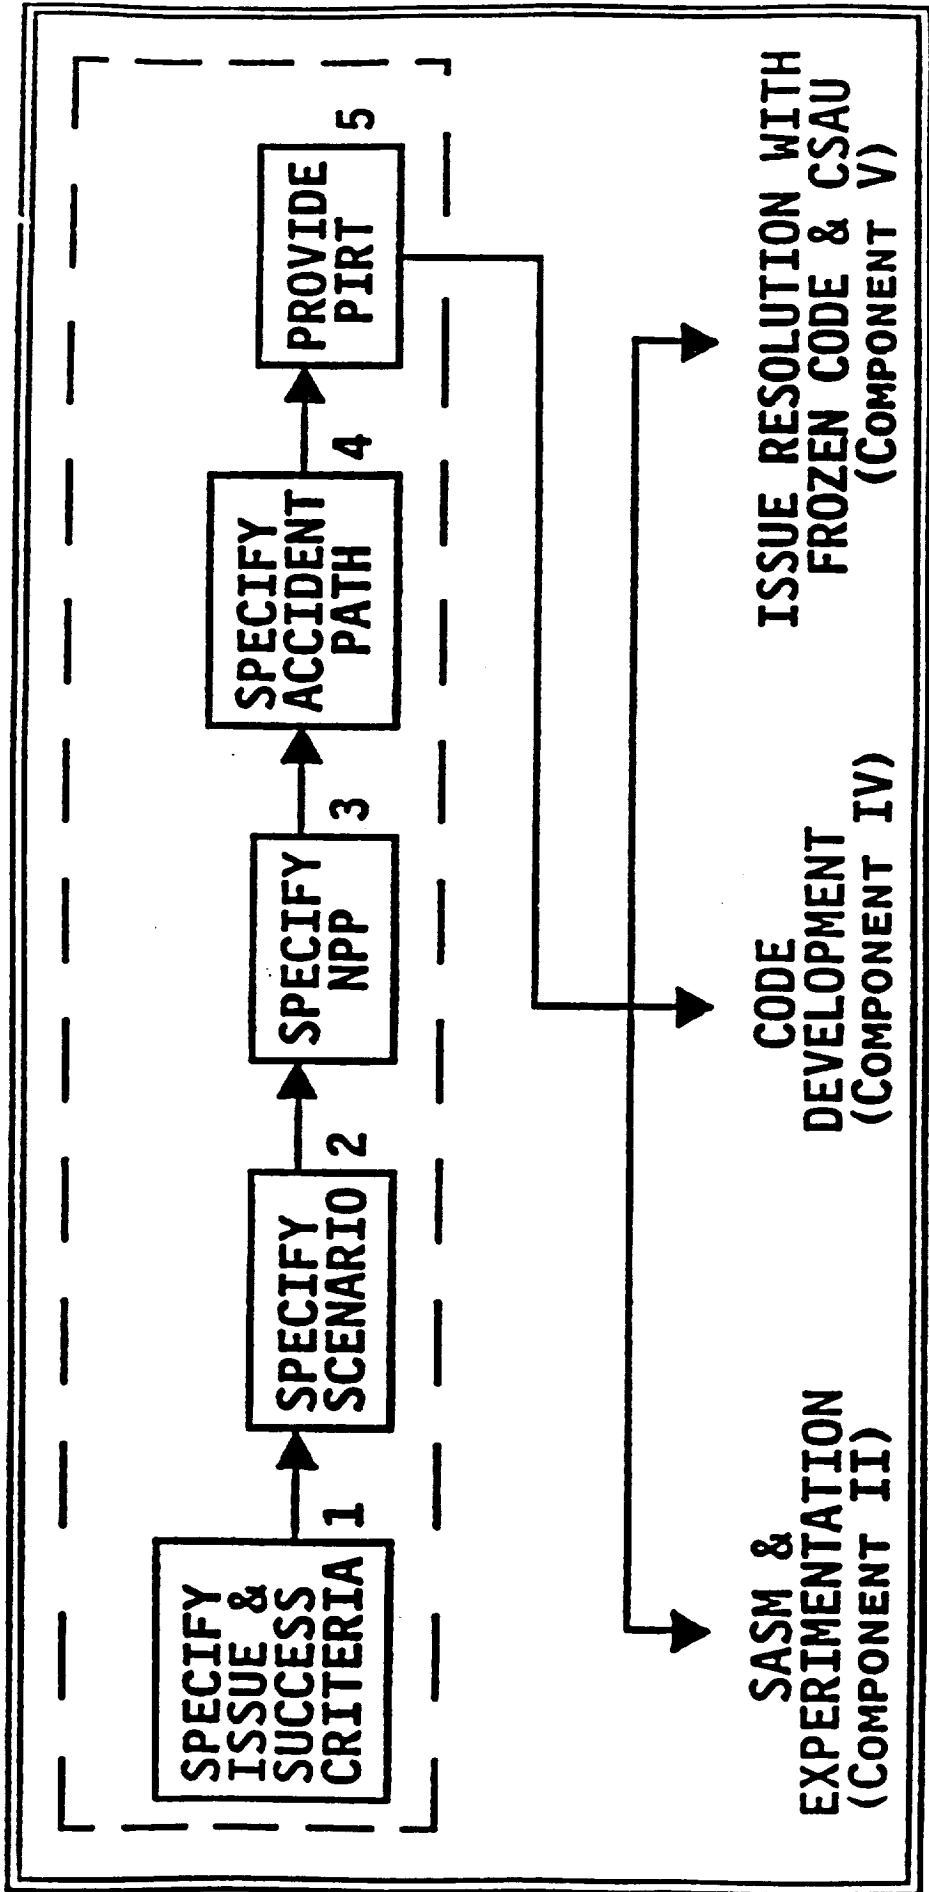 SPECIFY
ISSUE &
SUCCESS
CRITERIA
1
SPECIFY
SCENARIO
2
SPECIFY
NPP
3
SPECIFY
ACCIDENT
PATH
4
PROVIDE
PIRT
5
SASM &
EXPERIMENTATION
(COMPONENT II)
CODE
DEVELOPMENT
(COMPONENT IV)
ISSUE RESOLUTION WITH
FROZEN CODE & CSAU
(COMPONENT V)